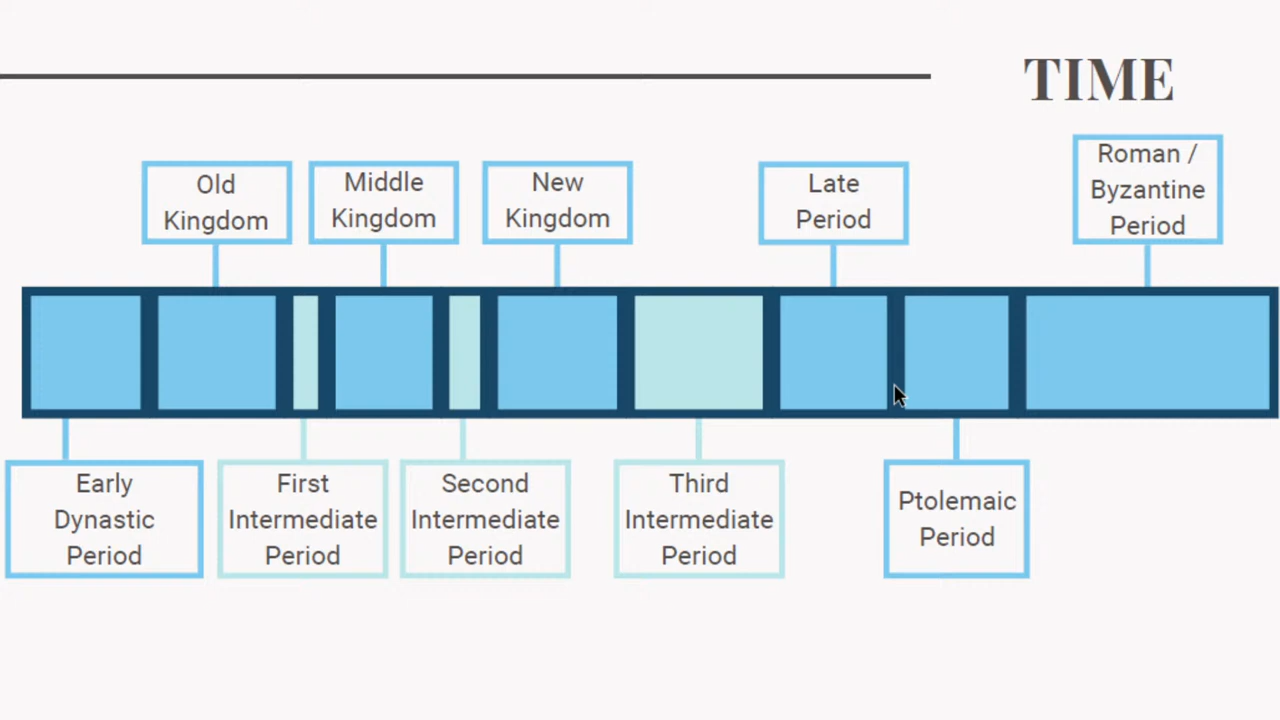 TIME
Old
Kingdom
Middle
Kingdom
New
Kingdom
Late
Period
Roman /
Byzantine
Period
Early
Dynastic
Period
First
Intermediate
Period
Second
Intermediate
Period
Third
Intermediate
Period
Ptolemaic
Period